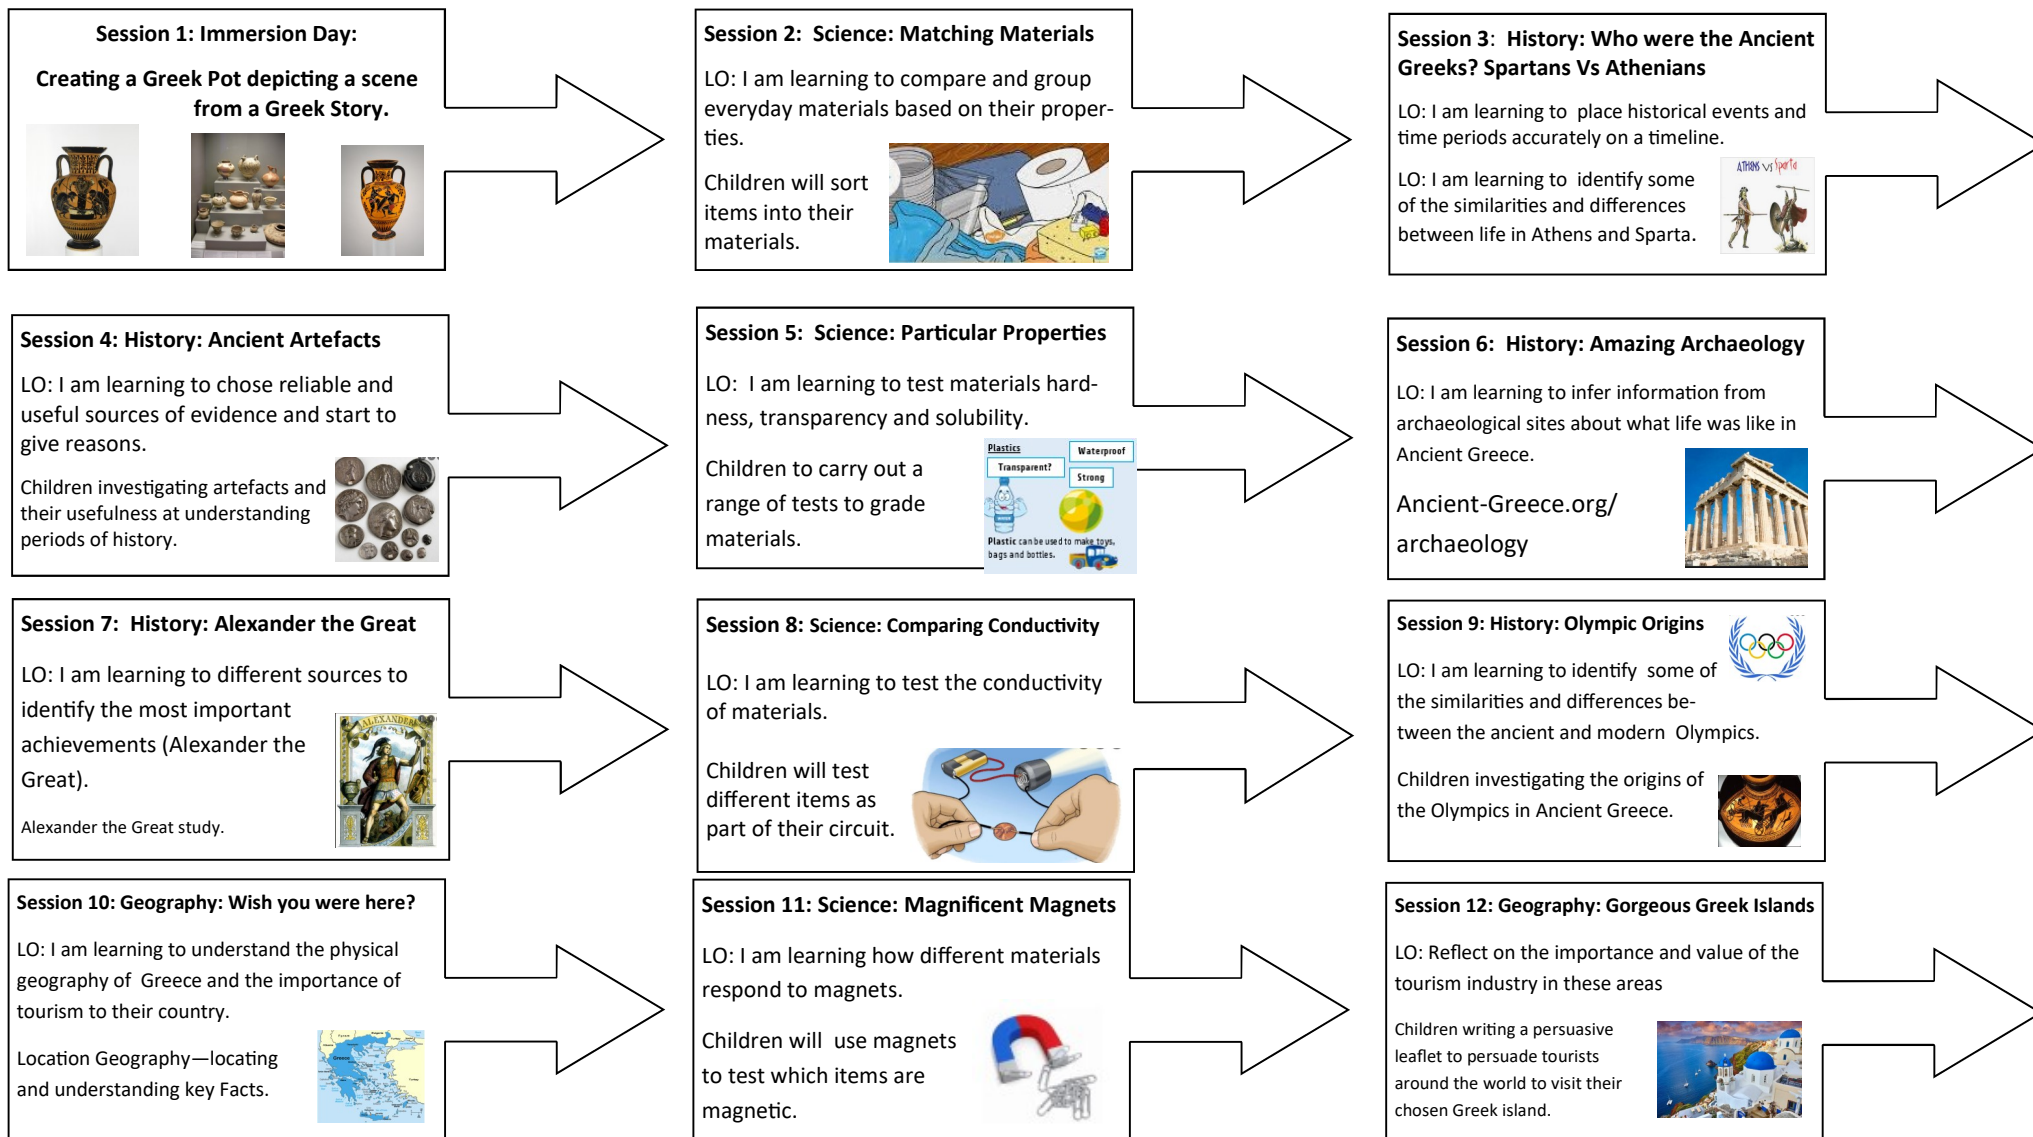 Session 1: Immersion Day:
Creating a Greek Pot depicting a scene
from a Greek Story.
Session 2: Science: Matching Materials
LO: I am learning to compare and group
everyday materials based on their proper-
ties.
Children will sort
items into their
materials.
Session 3: History: Who were the Ancient
Greeks? Spartans Vs Athenians
LO: I am learning to place historical events and
time periods accurately on a timeline.
LO: I am learning to identify some
of the similarities and differences
between life in Athens and Sparta.
ATHENS vs Sparta
Session 4: History: Ancient Artefacts
LO: I am learning to chose reliable and
useful sources of evidence and start to
give reasons.
Children investigating artefacts and
their usefulness at understanding
periods of history.
Session 5: Science: Particular Properties
LO: I am learning to test materials hard-
ness, transparency and solubility.
Children to carry out a
range of tests to grade
materials.
Plastics
Waterproof
Transparent?
Strong
Plastic can be used to make toys,
bags and bottles.
Session 6: History: Amazing Archaeology
LO: I am learning to infer information from
archaeological sites about what life was like in
Ancient Greece.
Ancient-Greece.org/
archaeology
Session 7: History: Alexander the Great
LO: I am learning to different sources to
identify the most important
achievements (Alexander the
Great).
Alexander the Great study.
ALEXANDER
Session 8: Science: Comparing Conductivity
LO: I am learning to test the conductivity
of materials.
Children will test
different items as
part of their circuit.
Session 9: History: Olympic Origins
LO: I am learning to identify some of
the similarities and differences be-
tween the ancient and modern Olympics.
Children investigating the origins of
the Olympics in Ancient Greece.
Session 10: Geography: Wish you were here?
LO: I am learning to understand the physical
geography of Greece and the importance of
tourism to their country.
Location Geography—locating
and understanding key Facts.
Greece
Session 11: Science: Magnificent Magnets
LO: I am learning how different materials
respond to magnets.
Children will use magnets
to test which items are
magnetic.
Session 12: Geography: Gorgeous Greek Islands
LO: Reflect on the importance and value of the
tourism industry in these areas
Children writing a persuasive
leaflet to persuade tourists
around the world to visit their
chosen Greek island.